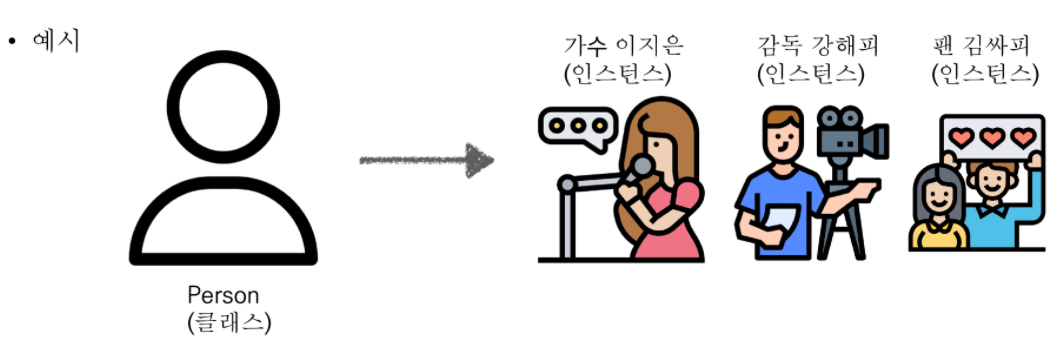 • 예시
가수 이지은
(인스턴스)
감독 강해피
(인스턴스)
팬 김싸피
(인스턴스)
Person
(클래스)